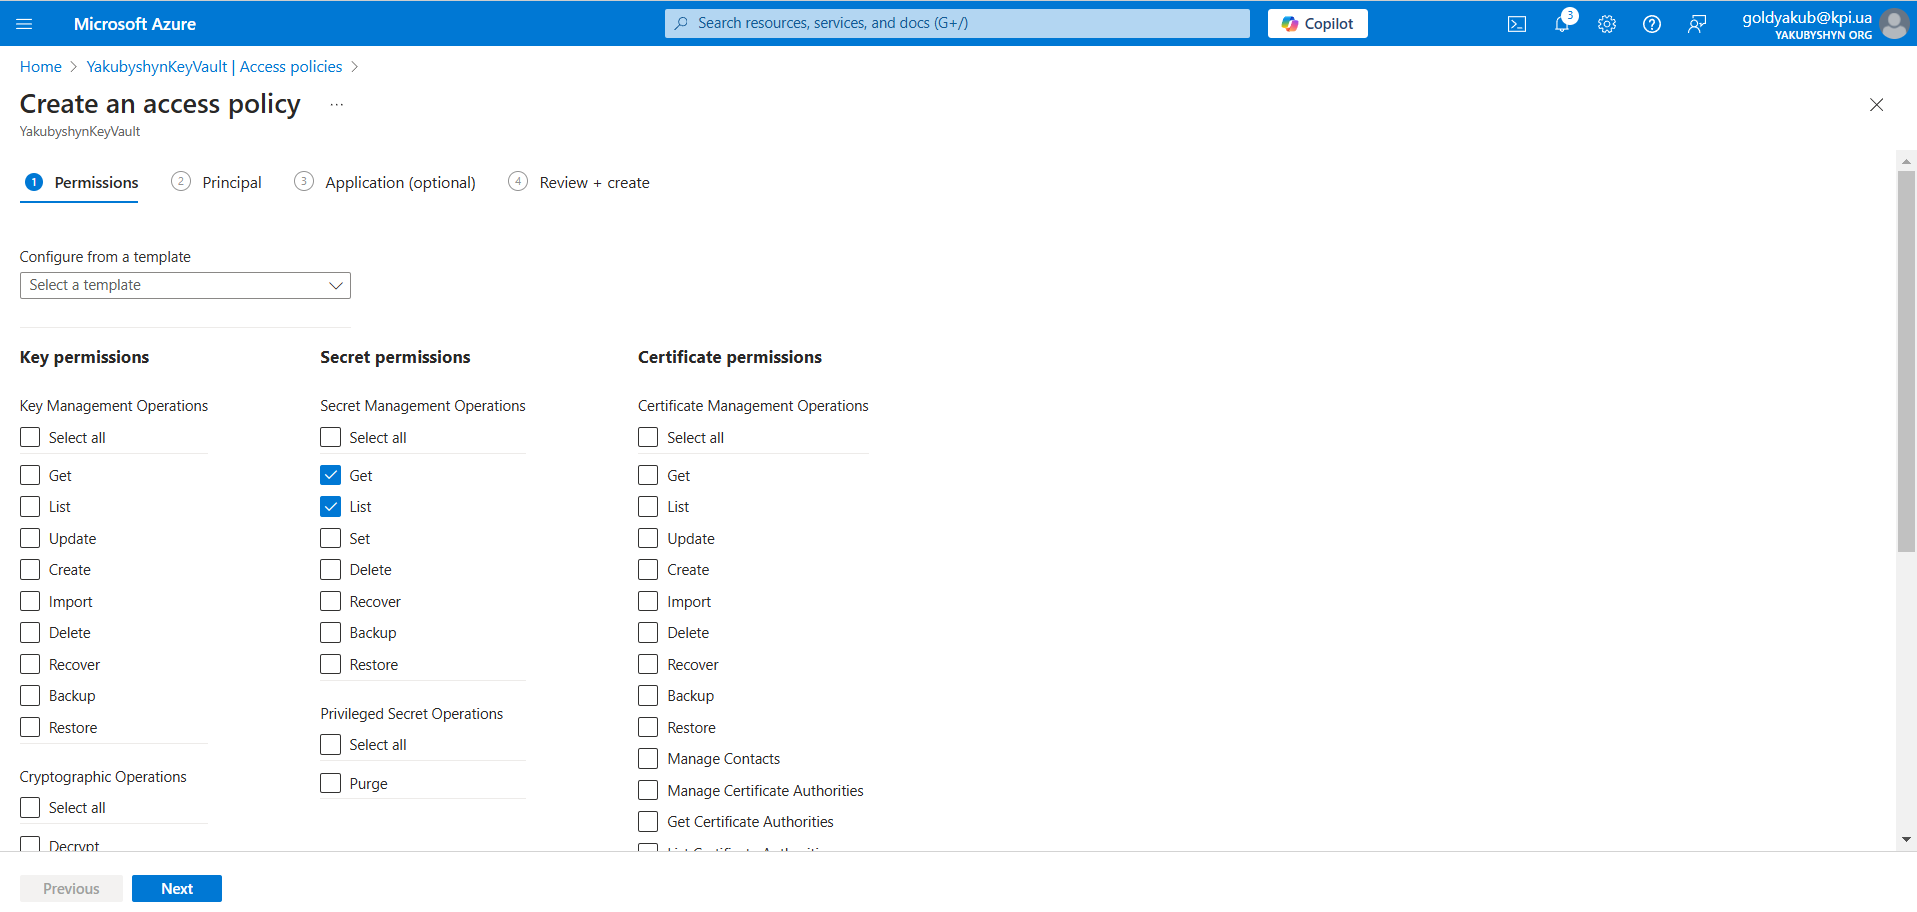 Microsoft Azure
Search resources, services, and docs (G+/)
Copilot
3
goldyakub@kpi.ua
YAKUBYSHYN ORG
Home > YakubyshynKeyVault | Access policies >
Create an access policy ...
YakubyshynKeyVault
1 Permissions
2 Principal
3 Application (optional)
4 Review + create
Configure from a template
Select a template
Key permissions
Key Management Operations
Select all
Get
List
Update
Create
Import
Delete
Recover
Backup
Restore
Cryptographic Operations
Select all
Decrypt
Secret permissions
Secret Management Operations
Select all
Get
List
Set
Delete
Recover
Backup
Restore
Privileged Secret Operations
Select all
Purge
Certificate permissions
Certificate Management Operations
Select all
Get
List
Update
Create
Import
Delete
Recover
Backup
Restore
Manage Contacts
Manage Certificate Authorities
Get Certificate Authorities
List Certificate Authorities
Previous
Next